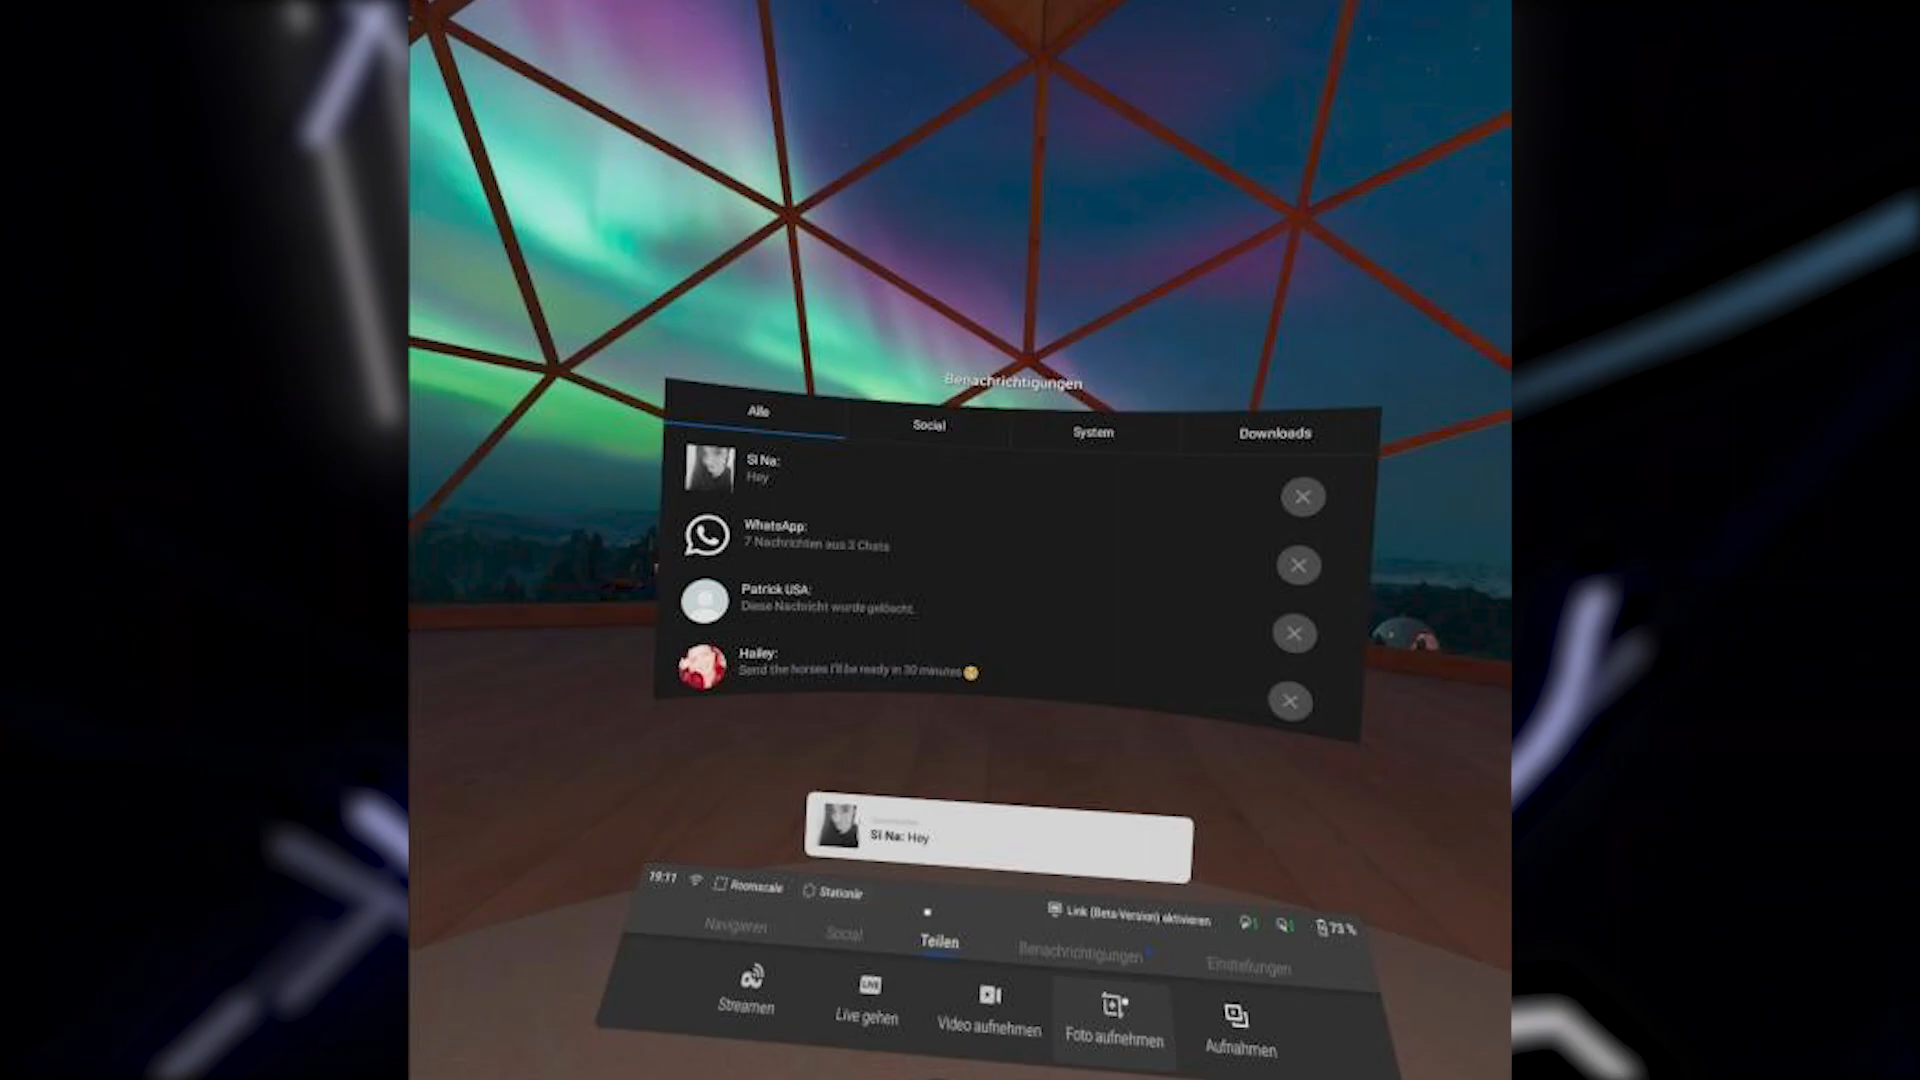 Benachrichtigungen
Alle
Social
System
Downloads
Si Na:
Hey
WhatsApp:
7 Nachrichten aus 3 Chats
Patrick USA:
Diese Nachricht wurde gelöscht.
Hailey:
Send the horses I'll be ready in 30 minutes
Si Na: Hey
19:11
Roomscale
Stationär
Link (Beta-Version) aktivieren
73 %
Navigieren
Social
Teilen
Benachrichtigungen
Einstellungen
Streamen
LIVE
Live gehen
Video aufnehmen
Foto aufnehmen
Aufnahmen